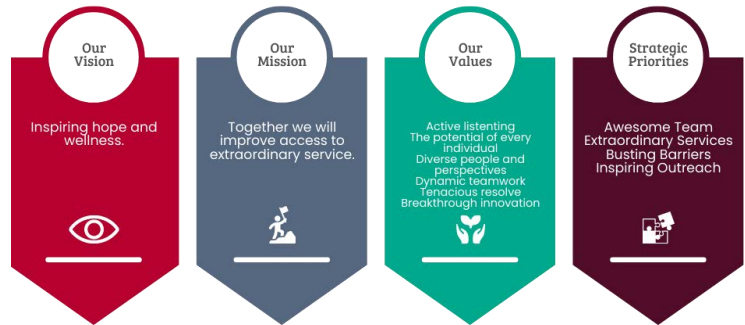 Our
Vision
Inspiring hope and
wellness.
Our
Mission
Together we will
improve access to
extraordinary service.
Our
Values
Active listenting
The potential of every
individual
Diverse people and
perspectives
Dynamic teamwork
Tenacious resolve
Breakthrough innovation
Strategic
Priorities
Awesome Team
Extraordinary Services
Busting Barriers
Inspiring Outreach